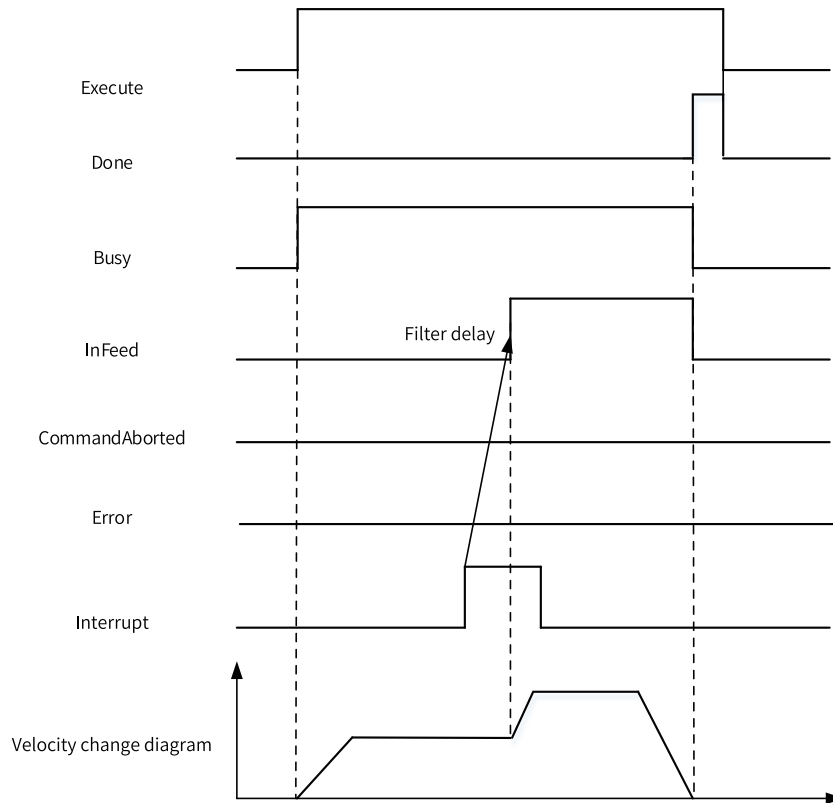 Execute
Done
Busy
Filter delay
InFeed
CommandAborted
Error
Interrupt
Velocity change diagram